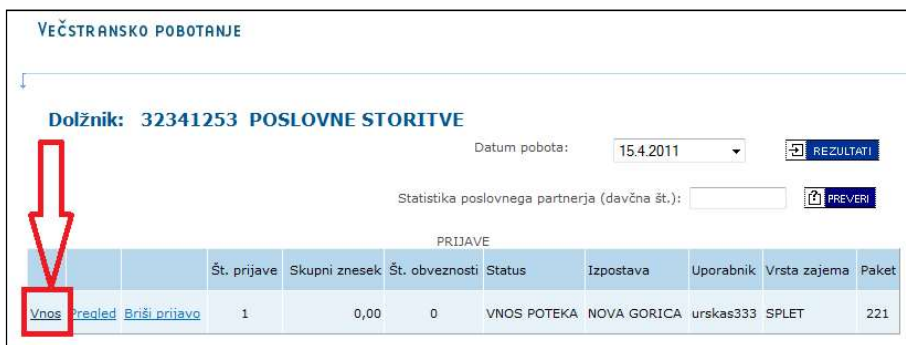 VEČSTRANSKO POBOTANJE
Dolžnik: 32341253 POSLOVNE STORITVE
Datum pobota: 15.4.2011 REZULTATI
Statistika poslovnega partnerja (davčna št.): PREVERI
PRIJAVE
Št. prijave Skupni znesek Št. obveznosti Status Izpostava Uporabnik Vrsta zajema Paket
Vnos Pregled Briši prijavo 1 0,00 0 VNOS POTEKA NOVA GORICA urskas333 SPLET 221